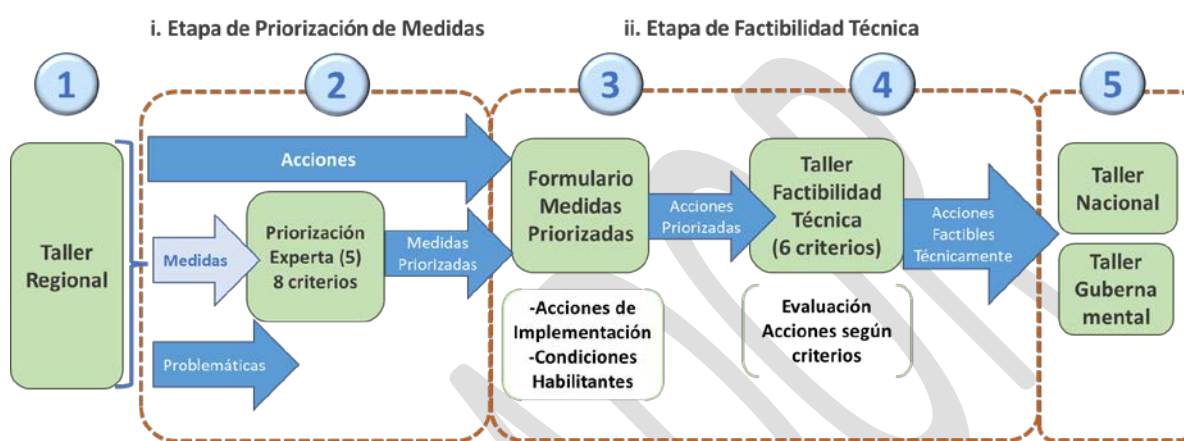 i. Etapa de Priorización de Medidas
ii. Etapa de Factibilidad Técnica
1
2
3
4
5
Taller
Regional
Acciones
Medidas
Problemáticas
Priorización
Experta (5)
8 criterios
Medidas
Priorizadas
Formulario
Medidas
Priorizadas
-Acciones de
Implementación
-Condiciones
Habilitantes
Acciones
Priorizadas
Taller
Factibilidad
Técnica
(6 criterios)
Evaluación
Acciones según
criterios
Acciones
Factibles
Técnicamente
Taller
Nacional
Taller
Guberna
mental